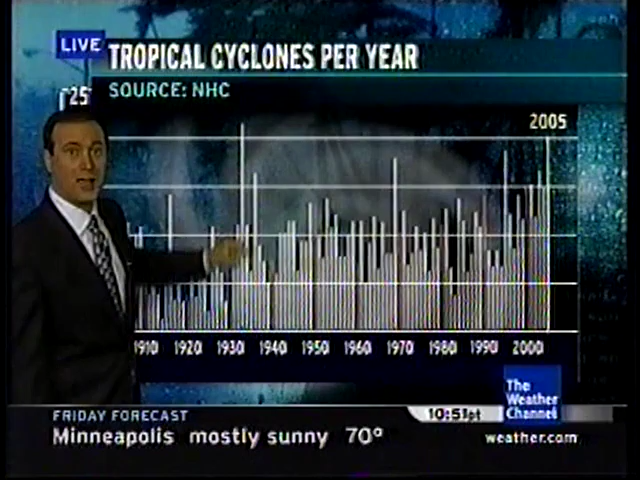 LIVE
TROPICAL CYCLONES PER YEAR
SOURCE: NHC
25
2005
1910 1920 1930 1940 1950 1960 1970 1980 1990 2000
The
Weather
Channel
FRIDAY FORECAST
10:51pt
Minneapolis mostly sunny 70°
weather.com